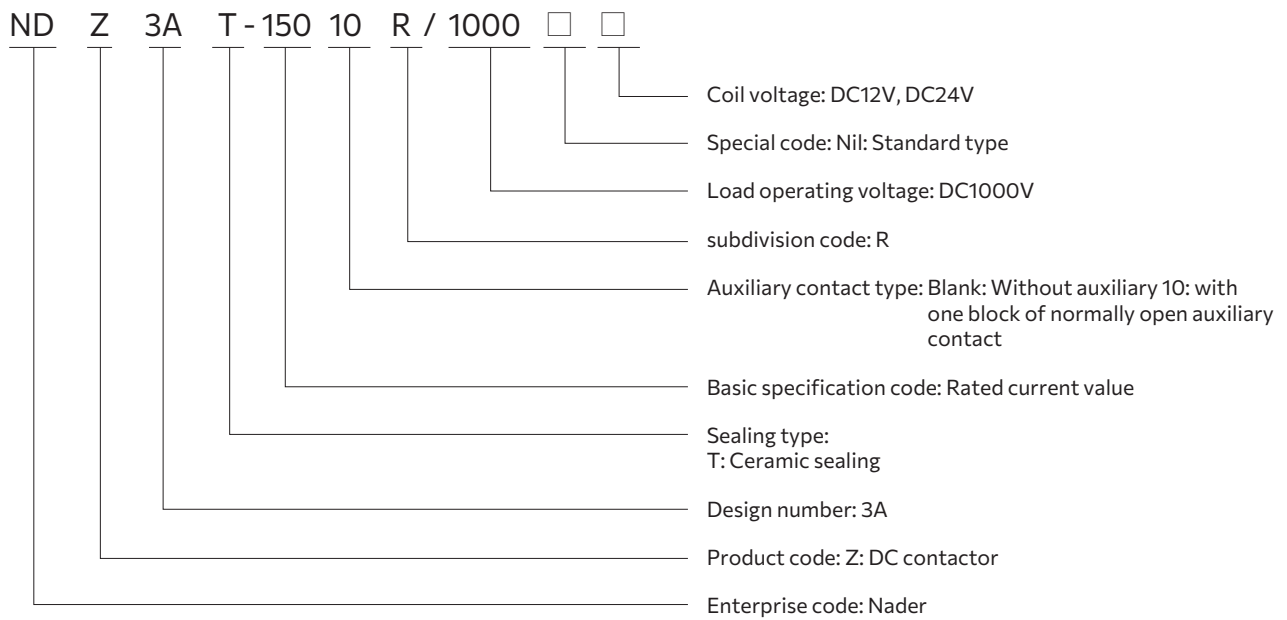 ND Z 3A T - 150 10 R / 1000 □ □
Coil voltage: DC12V, DC24V
Special code: Nil: Standard type
Load operating voltage: DC1000V
subdivision code: R
Auxiliary contact type: Blank: Without auxiliary 10: with
one block of normally open auxiliary
contact
Basic specification code: Rated current value
Sealing type:
T: Ceramic sealing
Design number: 3A
Product code: Z: DC contactor
Enterprise code: Nader